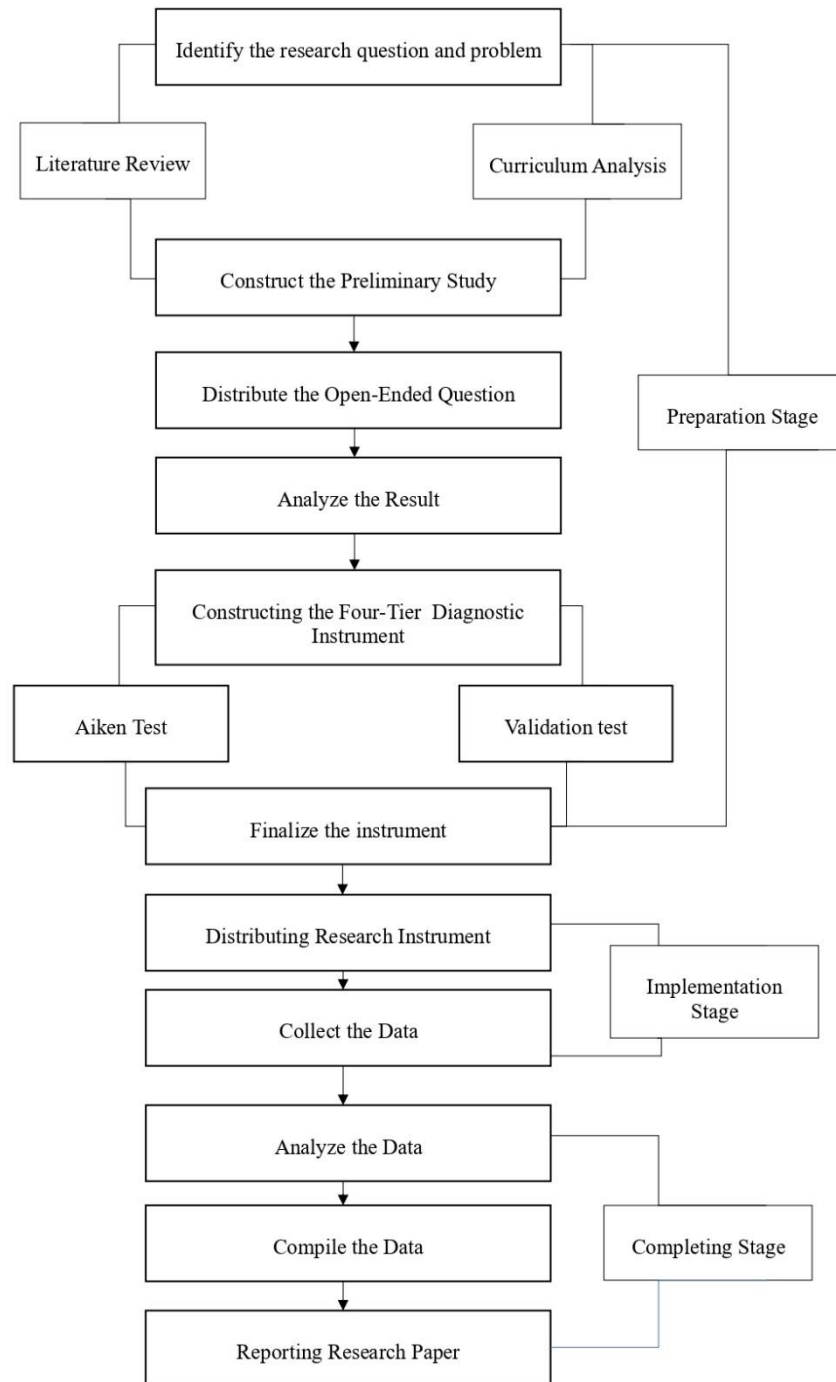 Identify the research question and problem
Literature Review
Curriculum Analysis
Construct the Preliminary Study
Distribute the Open-Ended Question
Preparation Stage
Analyze the Result
Constructing the Four-Tier Diagnostic
Instrument
Aiken Test
Validation test
Finalize the instrument
Distributing Research Instrument
Implementation
Stage
Collect the Data
Analyze the Data
Compile the Data
Completing Stage
Reporting Research Paper